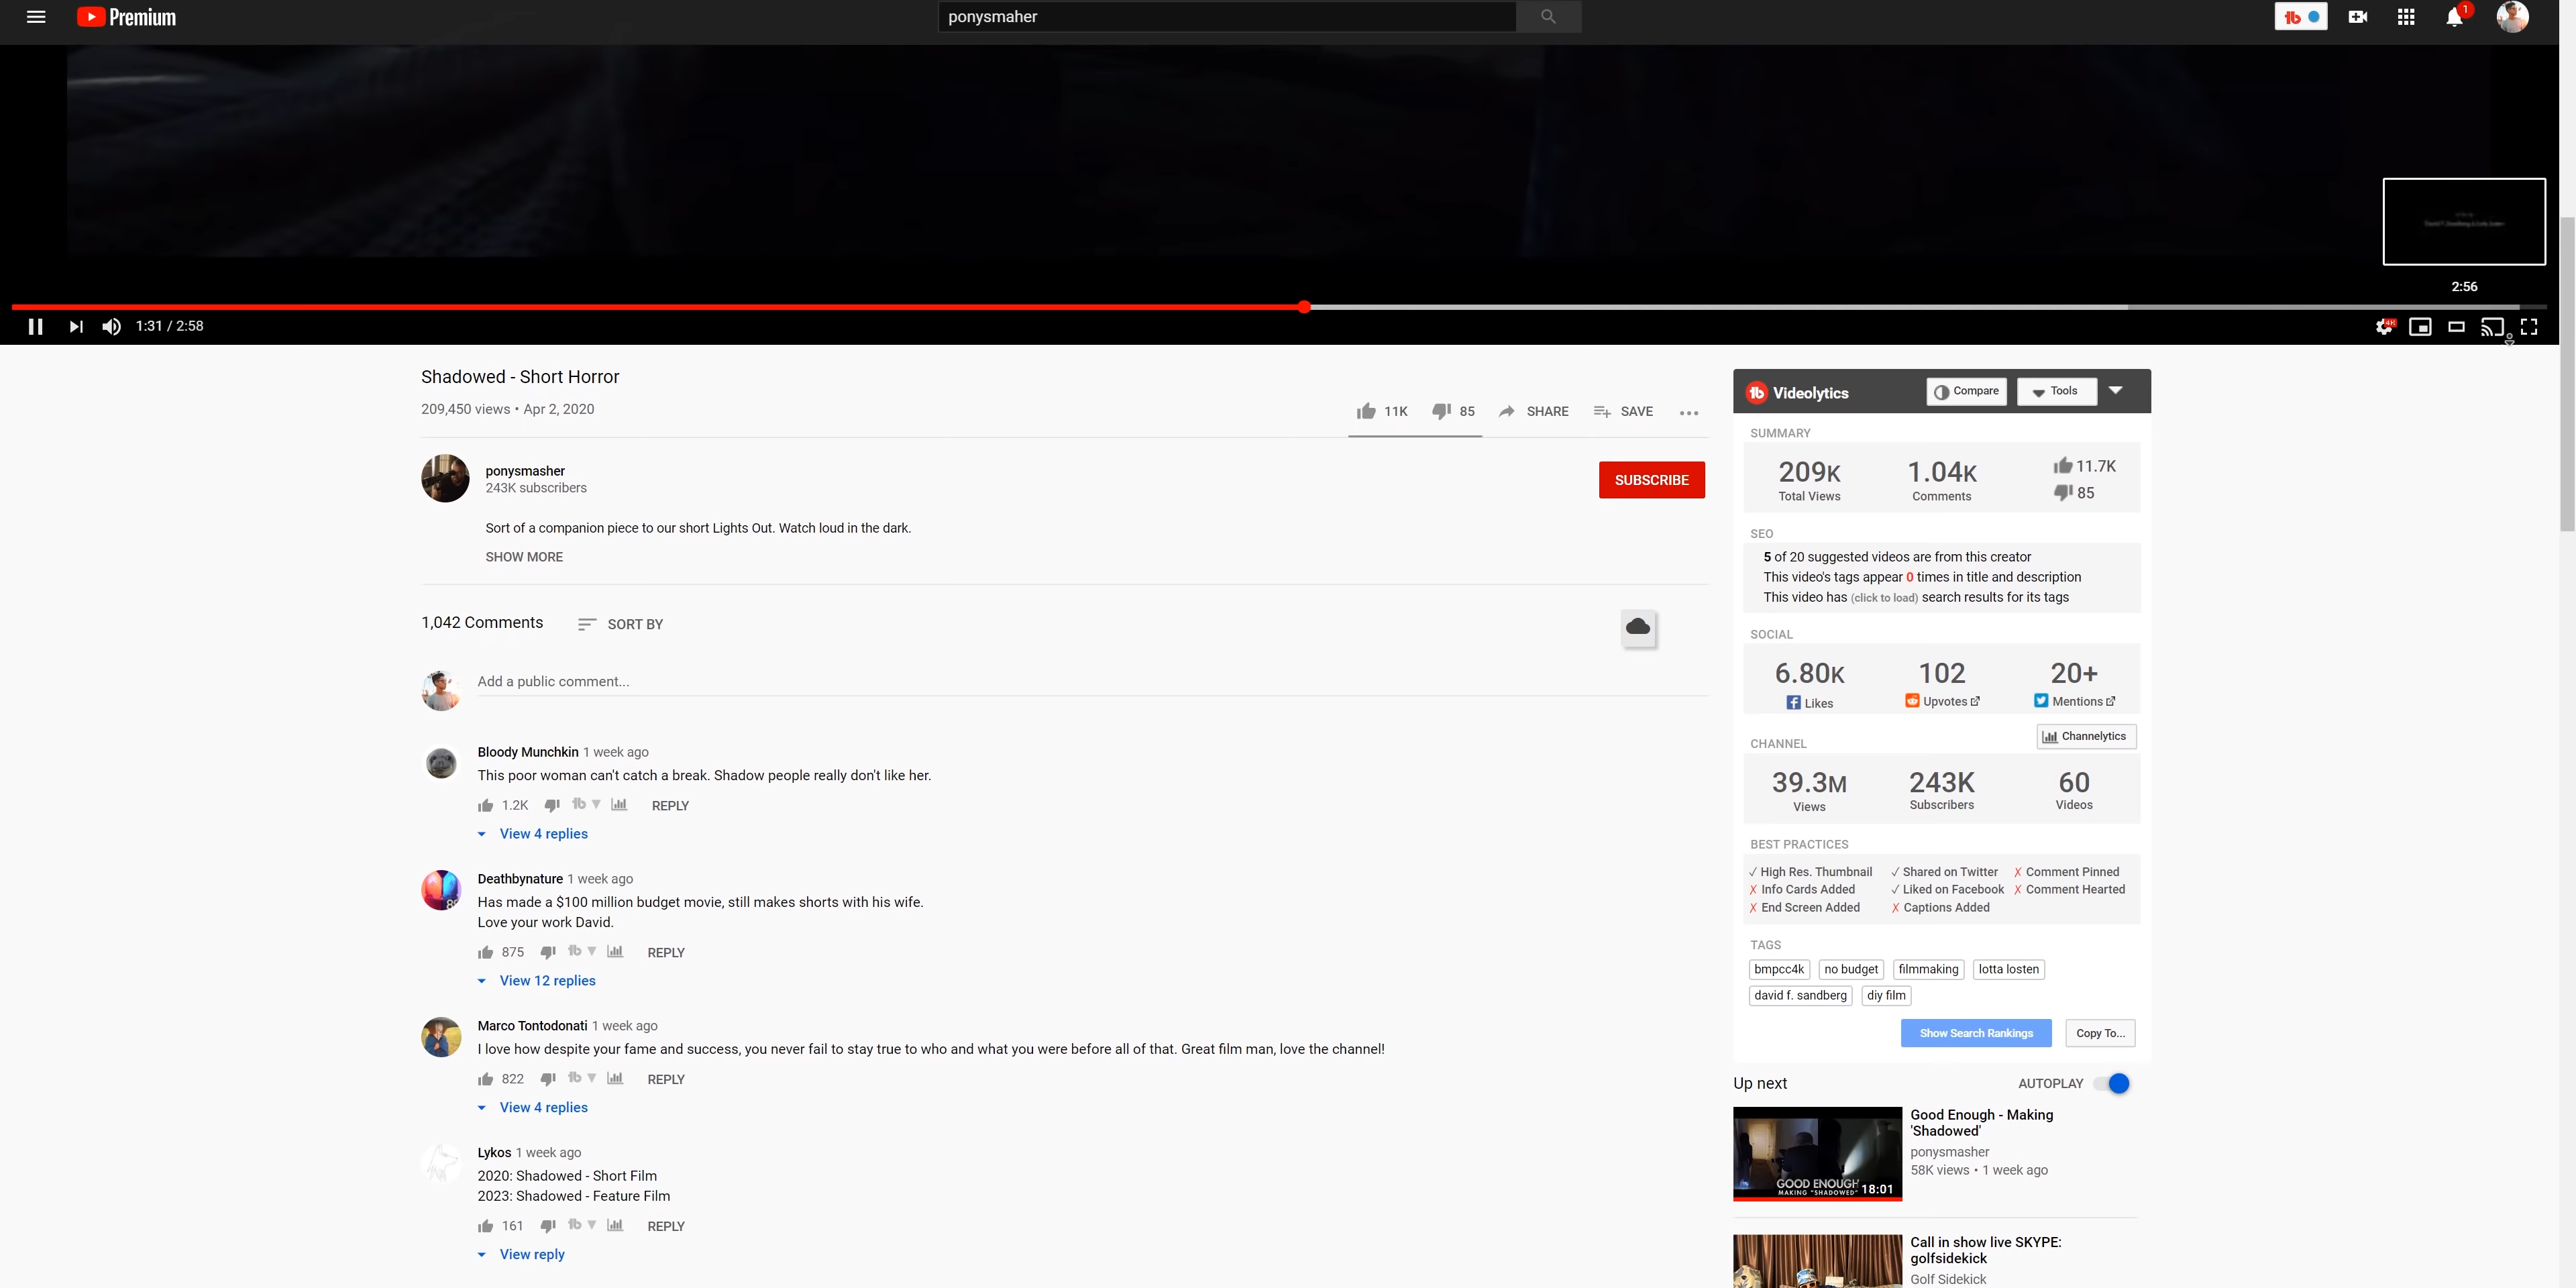 Premium
ponysmaher
1
2:56
1:31 / 2:58
4K
Shadowed - Short Horror
209,450 views • Apr 2, 2020
11K
85
SHARE
SAVE
ponysmasher
243K subscribers
SUBSCRIBE
Sort of a companion piece to our short Lights Out. Watch loud in the dark.
SHOW MORE
1,042 Comments
SORT BY
Add a public comment...
Bloody Munchkin 1 week ago
This poor woman can't catch a break. Shadow people really don't like her.
1.2K
REPLY
View 4 replies
Deathbynature 1 week ago
Has made a $100 million budget movie, still makes shorts with his wife.
Love your work David.
875
REPLY
View 12 replies
Marco Tontodonati 1 week ago
I love how despite your fame and success, you never fail to stay true to who and what you were before all of that. Great film man, love the channel!
822
REPLY
View 4 replies
Lykos 1 week ago
2020: Shadowed - Short Film
2023: Shadowed - Feature Film
161
REPLY
View reply
Videolytics
Compare
Tools
SUMMARY
209K
Total Views
1.04K
Comments
11.7K
85
SEO
5 of 20 suggested videos are from this creator
This video's tags appear 0 times in title and description
This video has (click to load) search results for its tags
SOCIAL
6.80K
Likes
102
Upvotes
20+
Mentions
CHANNEL
Channelytics
39.3M
Views
243K
Subscribers
60
Videos
BEST PRACTICES
✓ High Res. Thumbnail ✓ Shared on Twitter ✗ Comment Pinned
✗ Info Cards Added ✓ Liked on Facebook ✗ Comment Hearted
✗ End Screen Added ✗ Captions Added
TAGS
bmpcc4k no budget filmmaking lotta losten
david f. sandberg diy film
Show Search Rankings
Copy To...
Up next
AUTOPLAY
GOOD ENOUGH
MAKING "SHADOWED"
18:01
Good Enough - Making
'Shadowed'
ponysmasher
58K views • 1 week ago
Call in show live SKYPE:
golfsidekick
Golf Sidekick